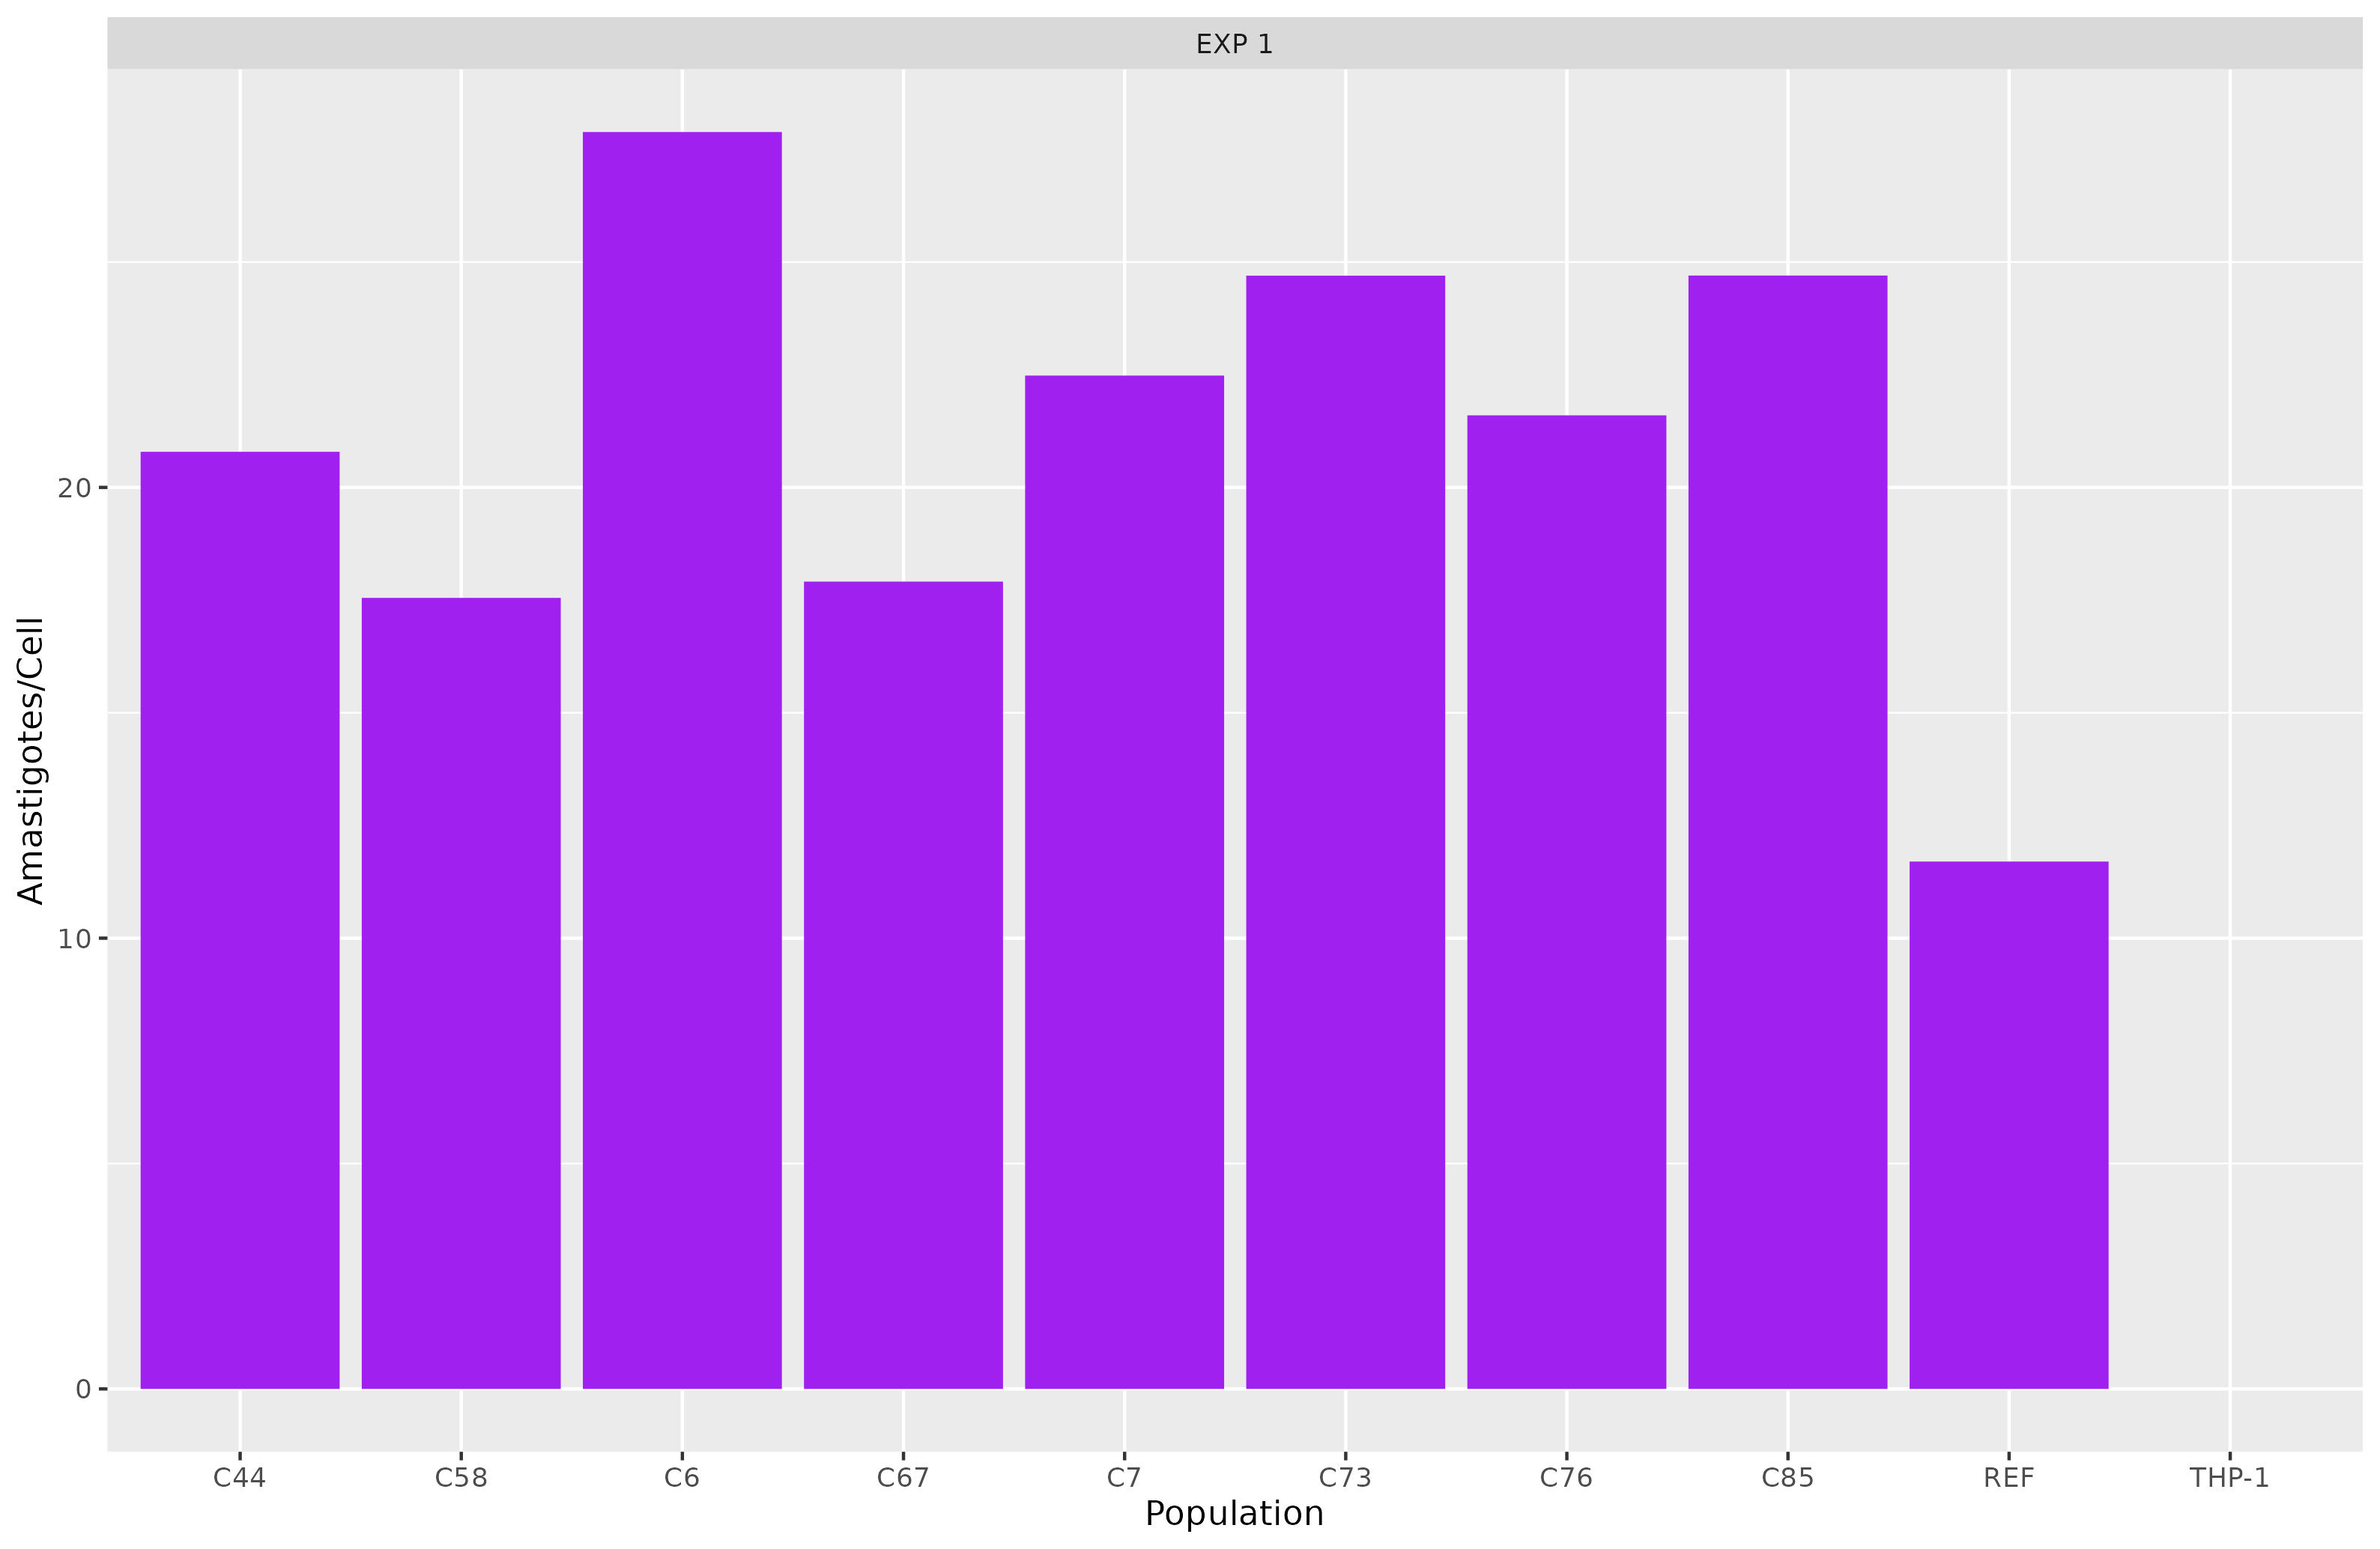 EXP 1
Amastigotes/Cell
20
10
0
C44 C58 C6 C67 C7 C73 C76 C85 REF THP-1
Population